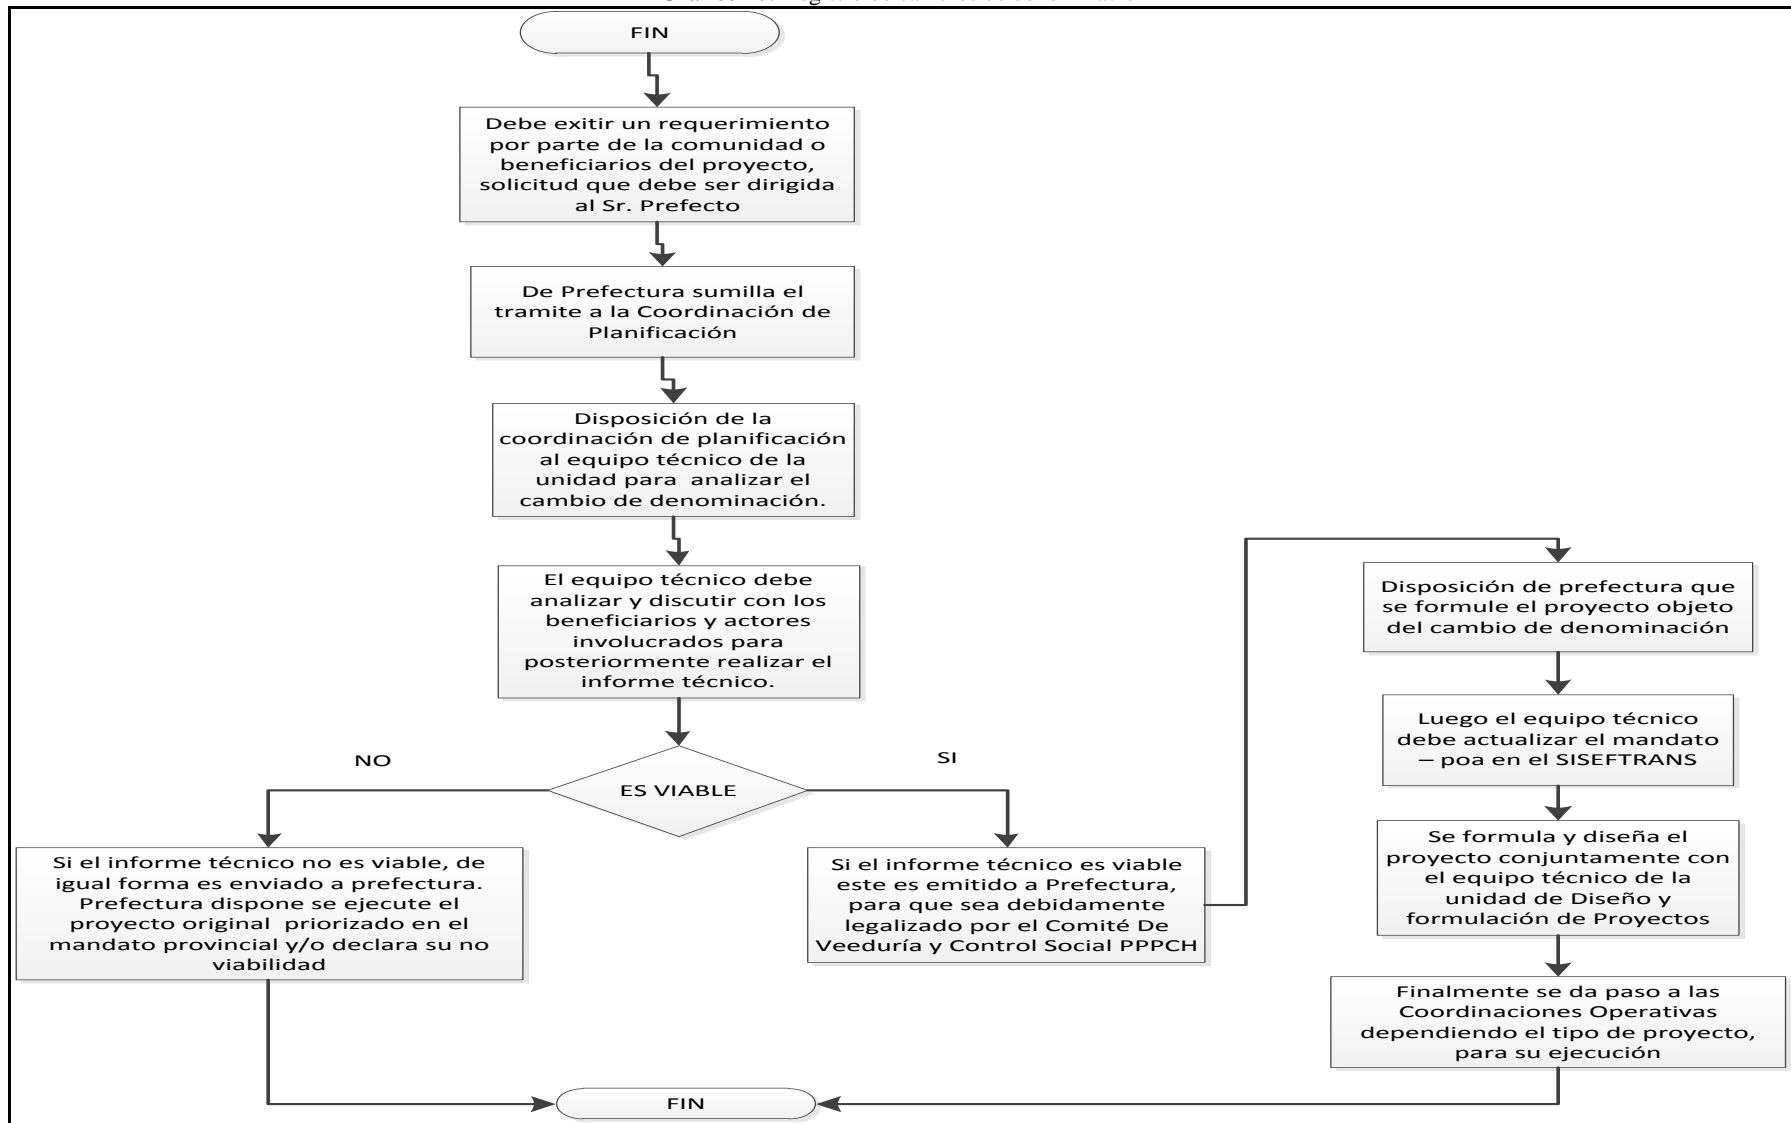 FIN
Debe exitir un requerimiento
por parte de la comunidad o
beneficiarios del proyecto,
solicitud que debe ser dirigida
al Sr. Prefecto
De Prefectura sumilla el
tramite a la Coordinación de
Planificación
Disposición de la
coordinación de planificación
al equipo técnico de la
unidad para analizar el
cambio de denominación.
El equipo técnico debe
analizar y discutir con los
beneficiarios y actores
involucrados para
posteriormente realizar el
informe técnico.
NO
SI
ES VIABLE
Si el informe técnico no es viable, de
igual forma es enviado a prefectura.
Prefectura dispone se ejecute el
proyecto original priorizado en el
mandato provincial y/o declara su no
viabilidad
Si el informe técnico es viable
este es emitido a Prefectura,
para que sea debidamente
legalizado por el Comité De
Veeduría y Control Social PPPCH
Disposición de prefectura que
se formule el proyecto objeto
del cambio de denominación
Luego el equipo técnico
debe actualizar el mandato
– poa en el SISEFTRANS
Se formula y diseña el
proyecto conjuntamente con
el equipo técnico de la
unidad de Diseño y
formulación de Proyectos
Finalmente se da paso a las
Coordinaciones Operativas
dependiendo el tipo de proyecto,
para su ejecución
FIN